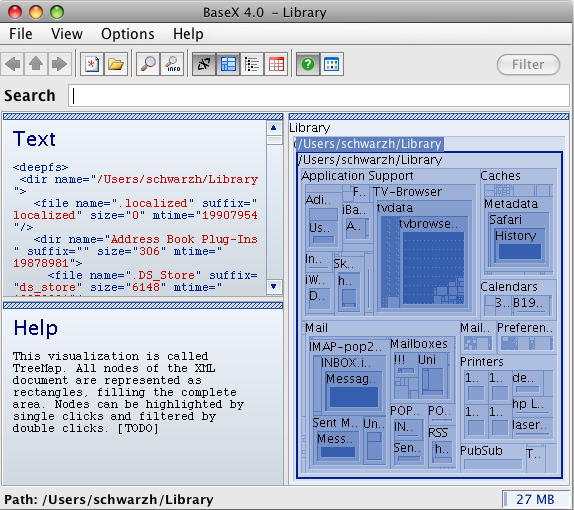 BaseX 4.0 - Library
File View Options Help
INFO
?
Filter
Search
Text
<deepfs>
<dir name="/Users/schwarzh/Library
">
<file name=".localized" suffix="
localized" size="0" mtime="19907954
"/>
<dir name="Address Book Plug-Ins
" suffix="" size="306" mtime="
19878981">
<file name=".DS_Store" suffix=
"ds_store" size="6148" mtime="
Help
This visualization is called
TreeMap. All nodes of the XML
document are represented as
rectangles, filling the complete
area. Nodes can be highlighted by
single clicks and filtered by
double clicks. [TODO]
Library
/Users/schwarzh/Library
/Users/schwarzh/Library
Application Support
Adi..
Us..
F..
iBa..
A..
TV-Browser
tvdata
tvbrowse..
In..
iW..
D..
Sk..
h..
Caches
Metadata
Safari
History
Calendars
3.. B19..
Mail
IMAP-pop2..
INBOX.i..
Messag..
Sent M..
Mess..
Un..
Mailboxes
!!! Uni
POP..
IN..
Sen..
PO..
RSS
h..
Mail.. Preferen..
Printers
1.. 1.. de..
1.. 1.. hp L..
laser..
PubSub T..
Path: /Users/schwarzh/Library
27 MB